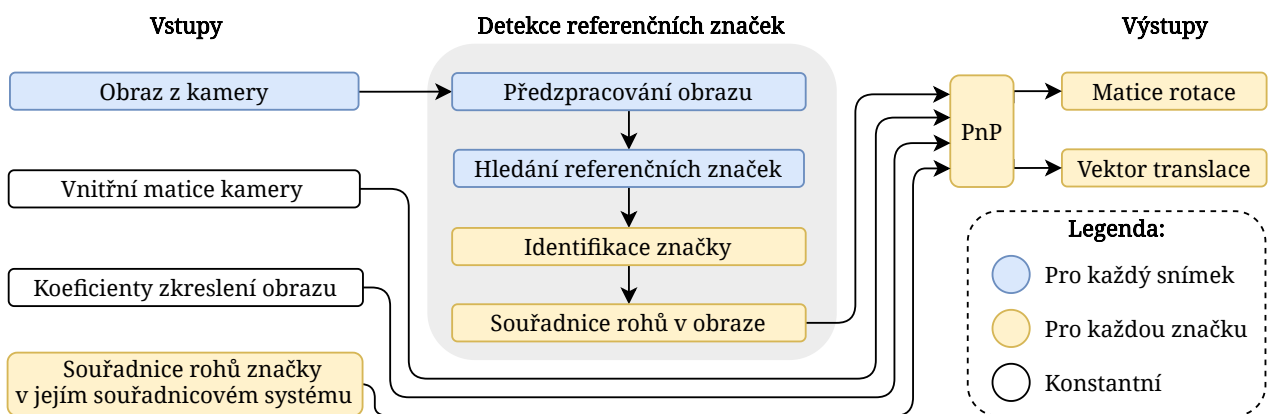 Vstupy
Detekce referenčních značek
Výstupy
Obraz z kamery
Předzpracování obrazu
PnP
Matice rotace
Vnitřní matice kamery
Hledání referenčních značek
Vektor translace
Identifikace značky
Koeficienty zkreslení obrazu
Souřadnice rohů v obraze
Souřadnice rohů značky
v jejím souřadnicovém systému
Legenda:
Pro každý snímek
Pro každou značku
Konstantní